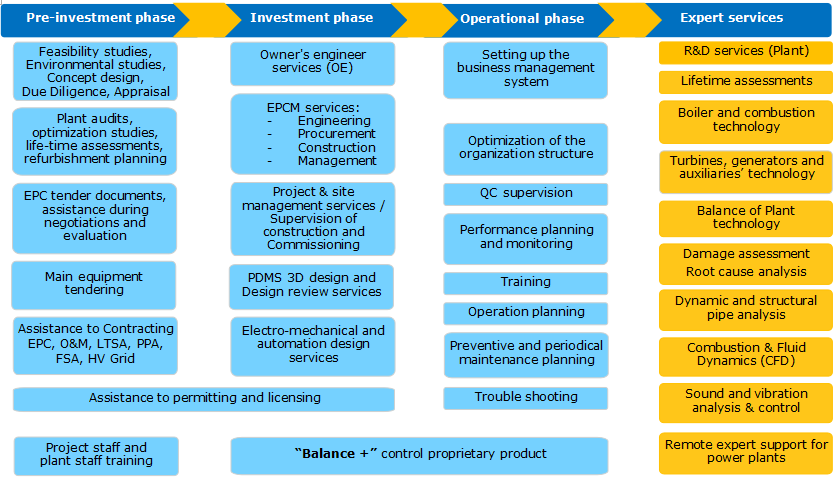 Pre-investment phase
Investment phase
Operational phase
Expert services
Feasibility studies,
Environmental studies,
Concept design,
Due Diligence, Appraisal
Plant audits,
optimization studies,
life-time assessments,
refurbishment planning
EPC tender documents,
assistance during
negotiations and
evaluation
Main equipment
tendering
Assistance to Contracting
EPC, O&M, LTSA, PPA,
FSA, HV Grid
Assistance to permitting and licensing
Project staff and
plant staff training
Owner's engineer
services (OE)
EPCM services:
- Engineering
- Procurement
- Construction
- Management
Project & site
management services /
Supervision of
construction and
Commissioning
PDMS 3D design and
Design review services
Electro-mechanical and
automation design
services
“Balance +” control proprietary product
Setting up the
business management
system
Optimization of the
organization structure
QC supervision
Performance planning
and monitoring
Training
Operation planning
Preventive and periodical
maintenance planning
Trouble shooting
R&D services (Plant)
Lifetime assessments
Boiler and combustion
technology
Turbines, generators and
auxiliaries’ technology
Balance of Plant
technology
Damage assessment
Root cause analysis
Dynamic and structural
pipe analysis
Combustion & Fluid
Dynamics (CFD)
Sound and vibration
analysis & control
Remote expert support for
power plants